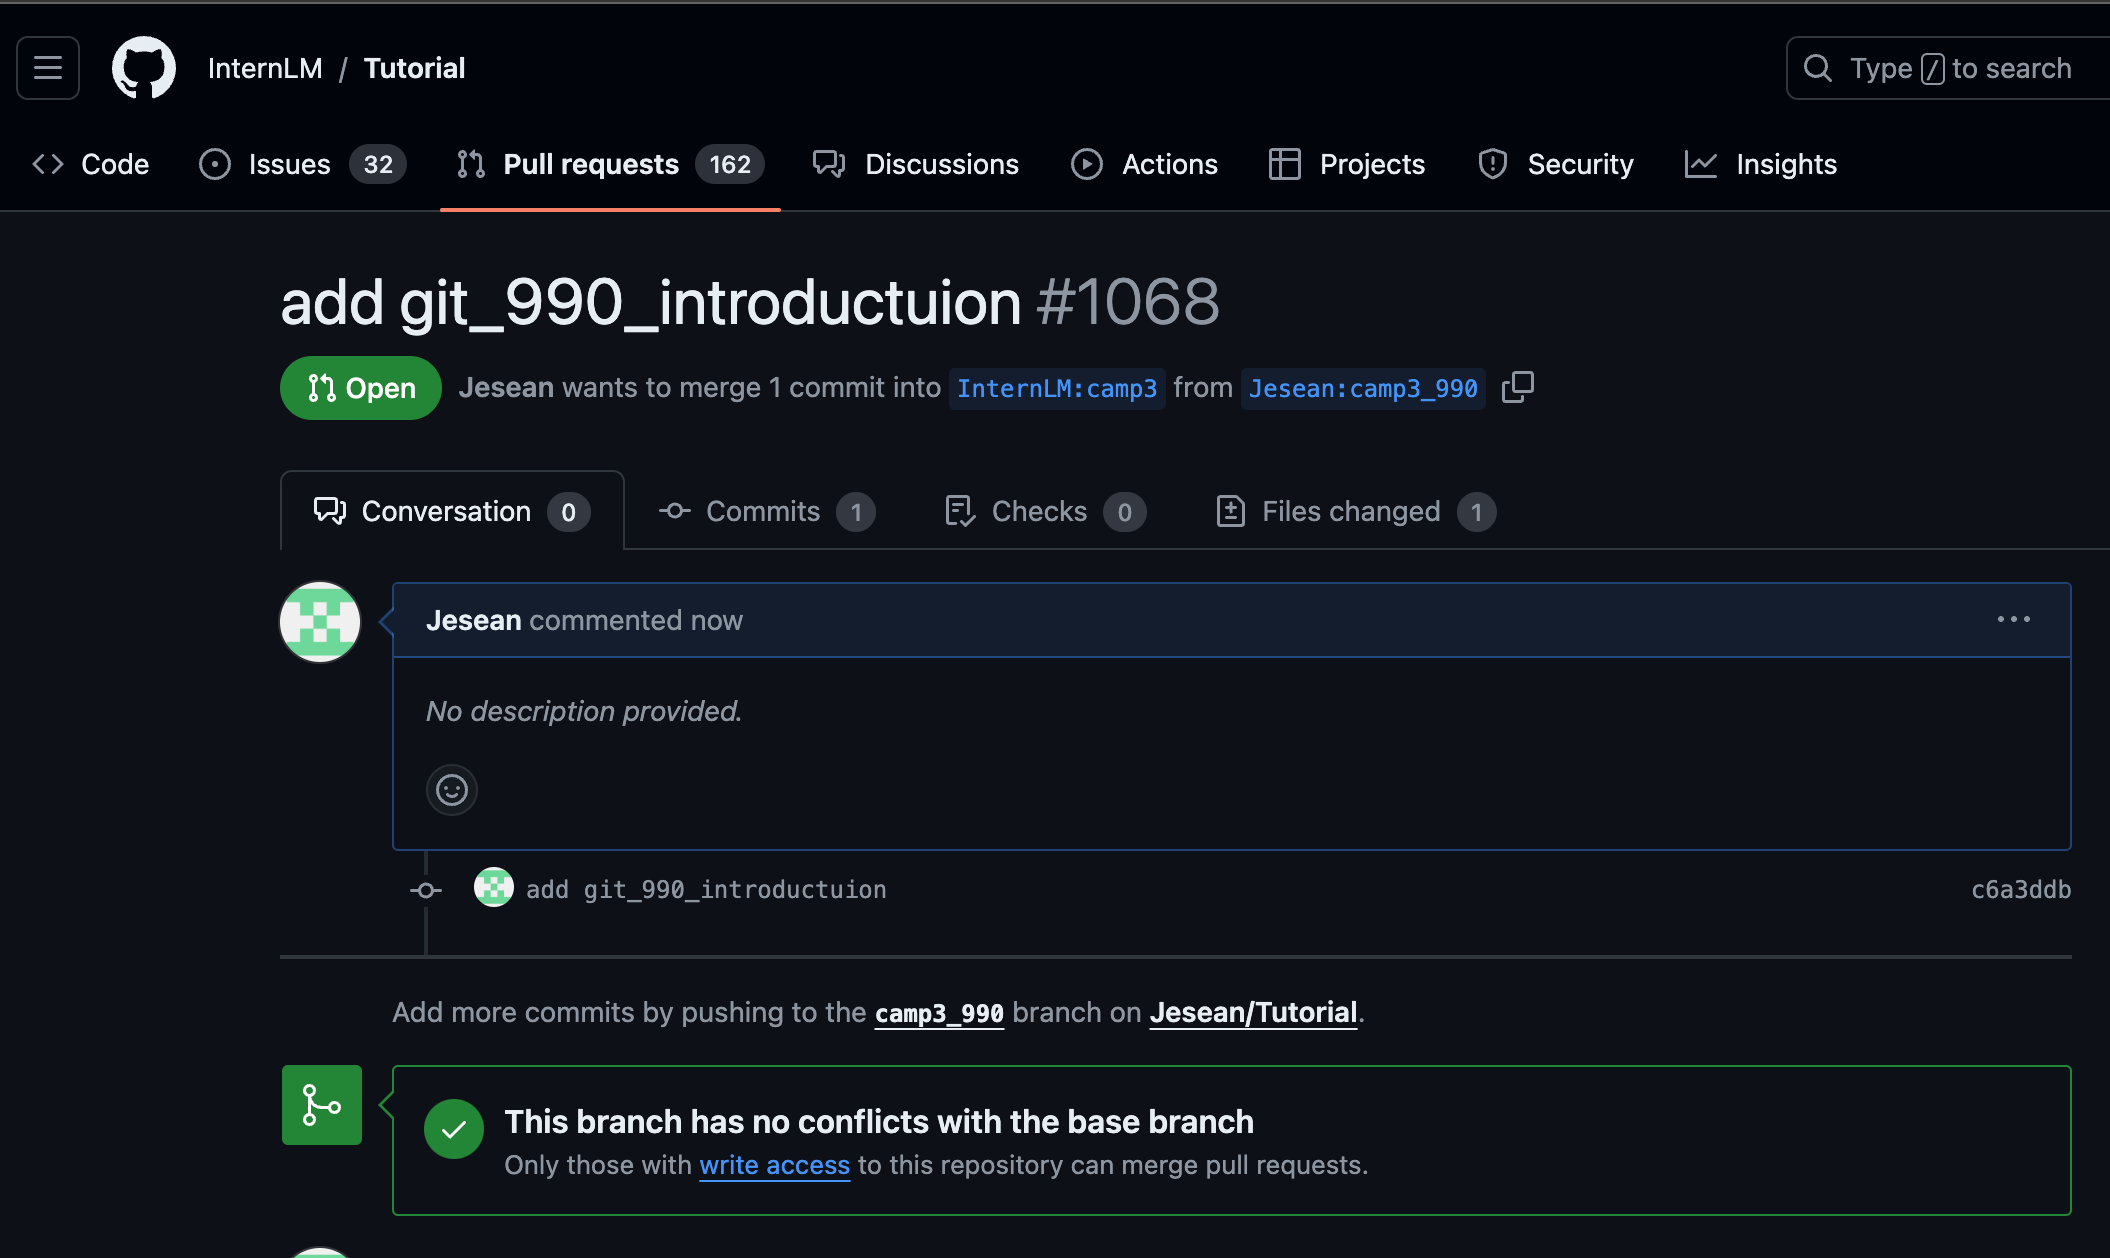 InternLM / Tutorial
Type / to search
Code Issues 32 Pull requests 162 Discussions Actions Projects Security Insights
add git_990_introductuion #1068
Open Jesean wants to merge 1 commit into InternLM:camp3 from Jesean:camp3_990
Conversation 0 Commits 1 Checks 0 Files changed 1
Jesean commented now
No description provided.
add git_990_introductuion c6a3ddb
Add more commits by pushing to the camp3_990 branch on Jesean/Tutorial.
This branch has no conflicts with the base branch
Only those with write access to this repository can merge pull requests.